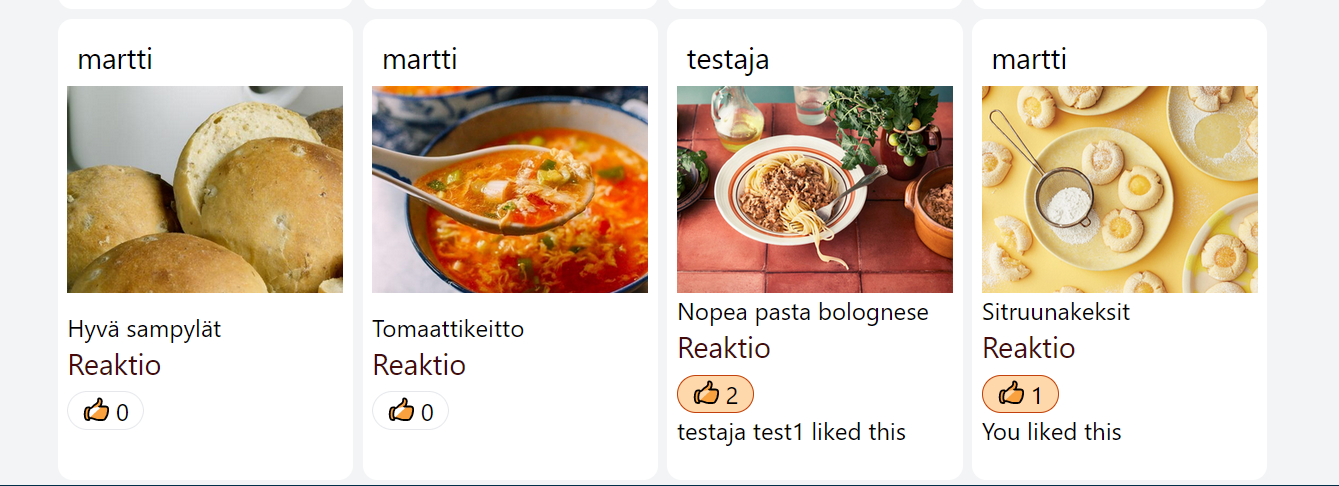 martti
Hyvä sampylät
Reaktio
0
martti
Tomaattikeitto
Reaktio
0
testaja
Nopea pasta bolognese
Reaktio
2
testaja test1 liked this
martti
Sitruunakeksit
Reaktio
1
You liked this